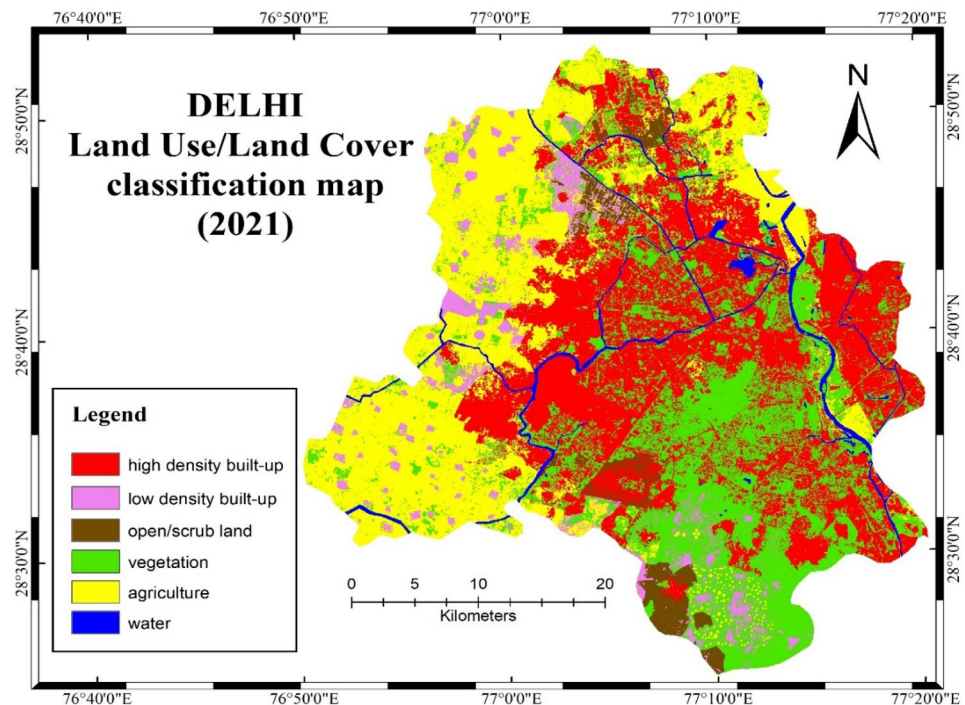 76°40'0"E 76°50'0"E 77°0'0"E 77°10'0"E 77°20'0"E
DELHI
Land Use/Land Cover
classification map
(2021)
N
28°50'0"N 28°50'0"N
28°40'0"N 28°40'0"N
28°30'0"N 28°30'0"N
Legend
high density built-up
low density built-up
open/scrub land
vegetation
agriculture
water
0 5 10 20
Kilometers
76°40'0"E 76°50'0"E 77°0'0"E 77°10'0"E 77°20'0"E